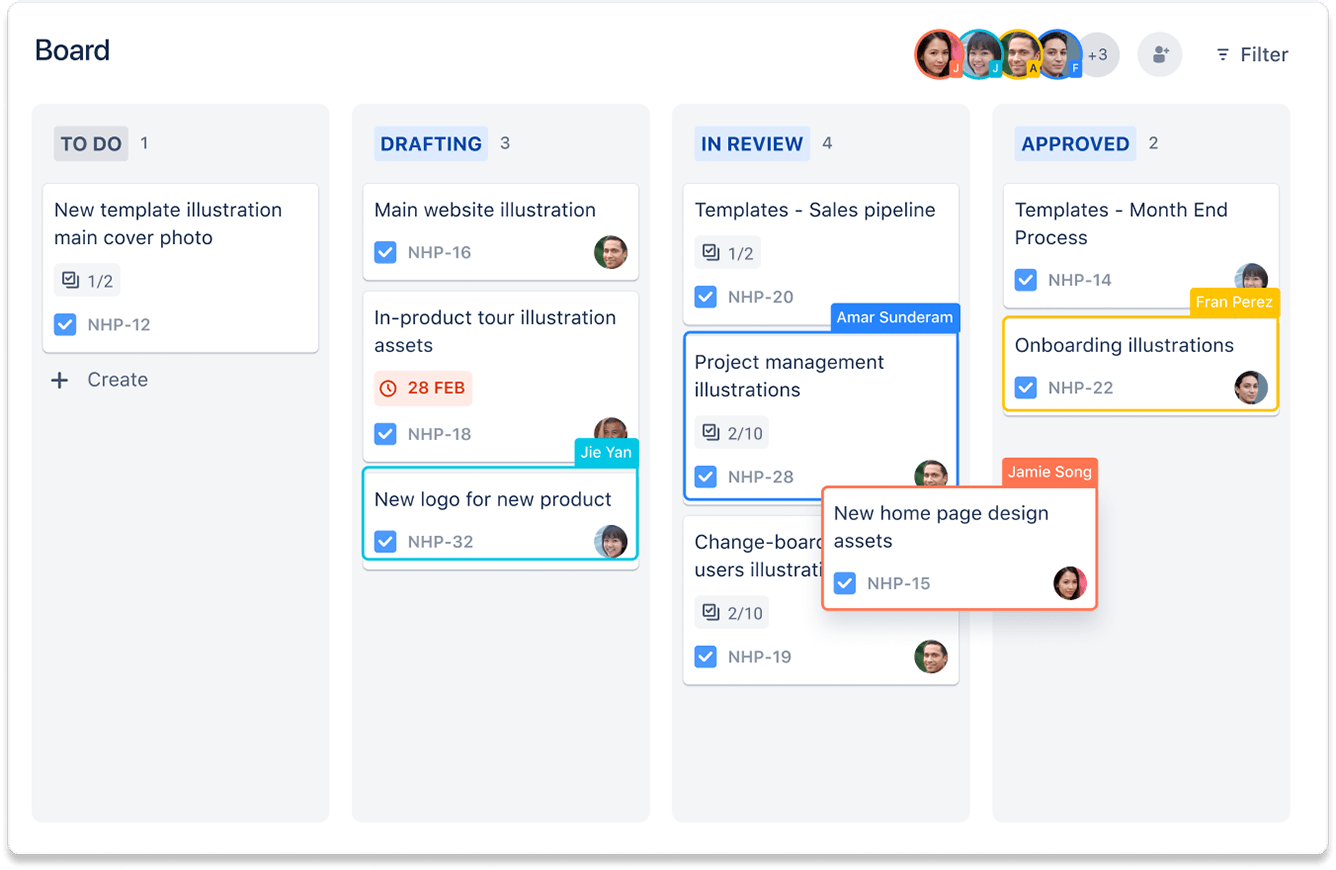 Board
J
J
A
F
+3
Filter
TO DO 1
New template illustration
main cover photo
1/2
NHP-12
Create
DRAFTING 3
Main website illustration
NHP-16
In-product tour illustration
assets
28 FEB
NHP-18
Jie Yan
New logo for new product
NHP-32
IN REVIEW 4
Templates - Sales pipeline
1/2
NHP-20
Amar Sunderam
Project management
illustrations
2/10
NHP-28
Change-boar
users illustrati
2/10
NHP-19
Jamie Song
New home page design
assets
NHP-15
APPROVED 2
Templates - Month End
Process
NHP-14
Fran Perez
Onboarding illustrations
NHP-22